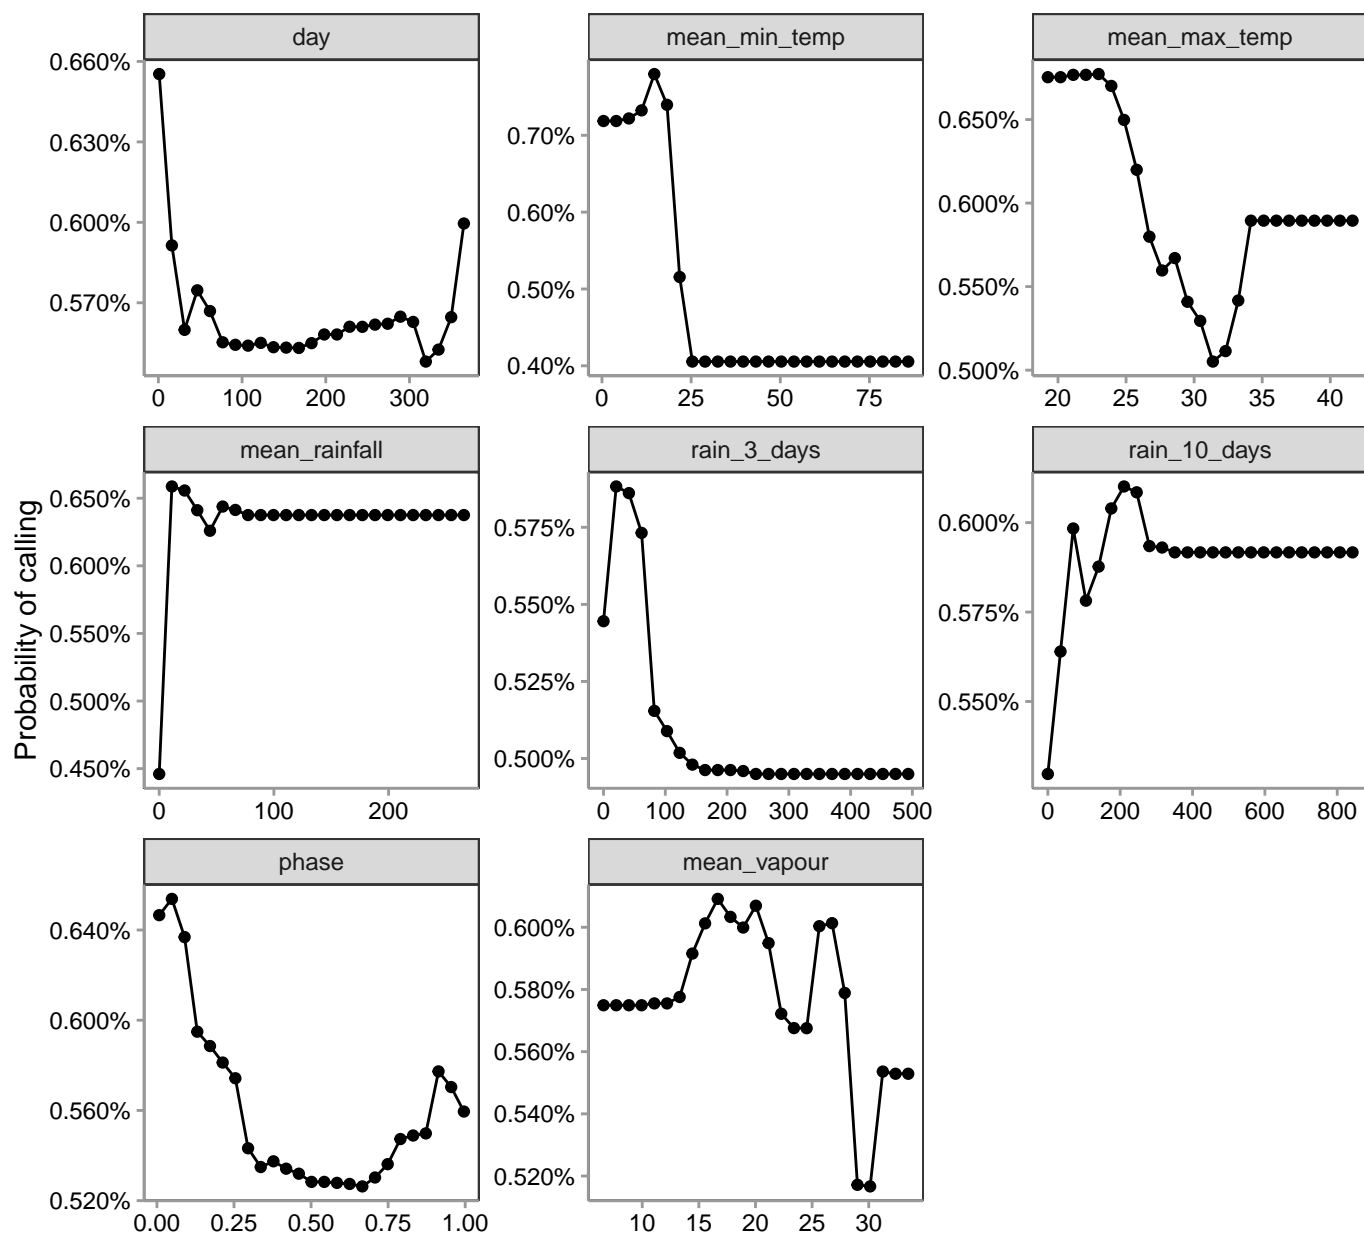 day
mean_min_temp
mean_max_temp
0.660%
0.630%
0.600%
0.570%
0 100 200 300
0.70%
0.60%
0.50%
0.40%
0 25 50 75
0.650%
0.600%
0.550%
0.500%
20 25 30 35 40
mean_rainfall
rain_3_days
rain_10_days
Probability of calling
0.650%
0.600%
0.550%
0.500%
0.450%
0 100 200
0.575%
0.550%
0.525%
0.500%
0 100 200 300 400 500
0.600%
0.575%
0.550%
0 200 400 600 800
phase
mean_vapour
0.640%
0.600%
0.560%
0.520%
0.00 0.25 0.50 0.75 1.00
0.600%
0.580%
0.560%
0.540%
0.520%
10 15 20 25 30